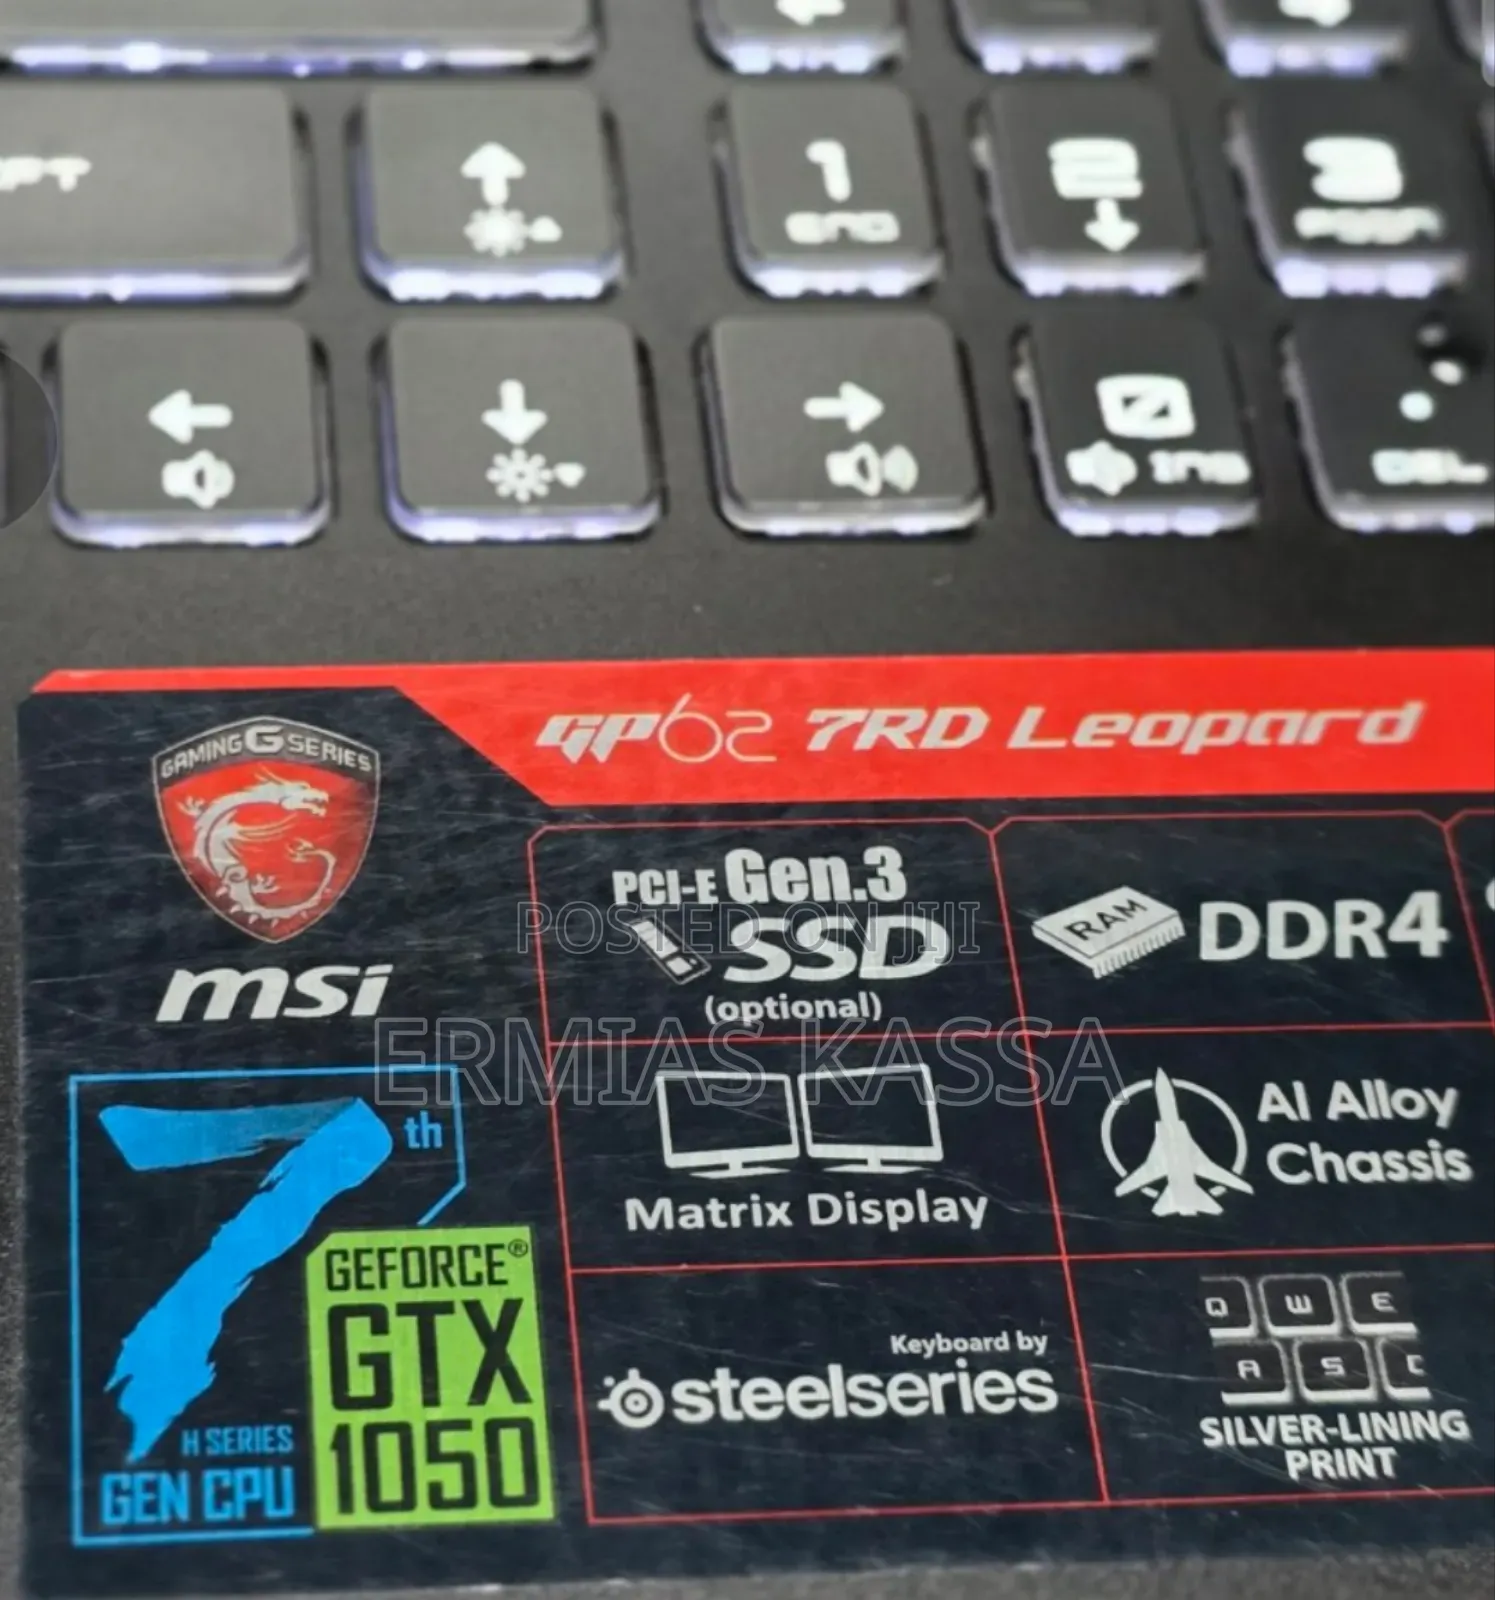 1
END
2
3
0
INS
DEL
GP62 7RD Leopard
GAMING G SERIES
msi
PCI-E Gen.3
SSD
(optional)
RAM
DDR4
POSTED ON JIJI
ERMIAS KASSA
Matrix Display
Al Alloy
Chassis
7th
H SERIES
GEN CPU
GEFORCE®
GTX
1050
Keyboard by
steelseries
Q W E
A S
SILVER-LINING
PRINT